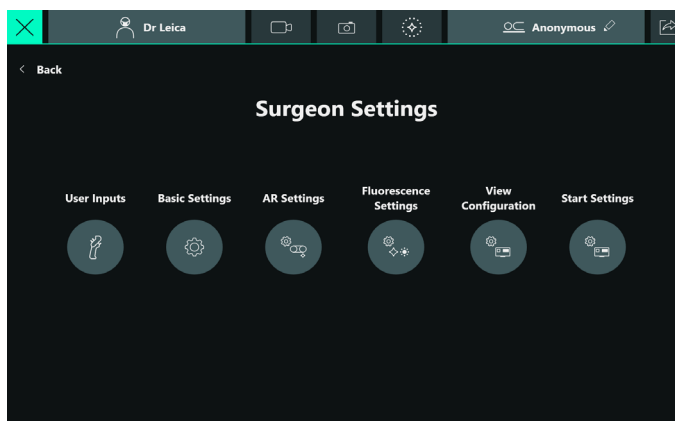 Dr Leica
Anonymous
Back
Surgeon Settings
User Inputs
Basic Settings
AR Settings
Fluorescence
Settings
View
Configuration
Start Settings